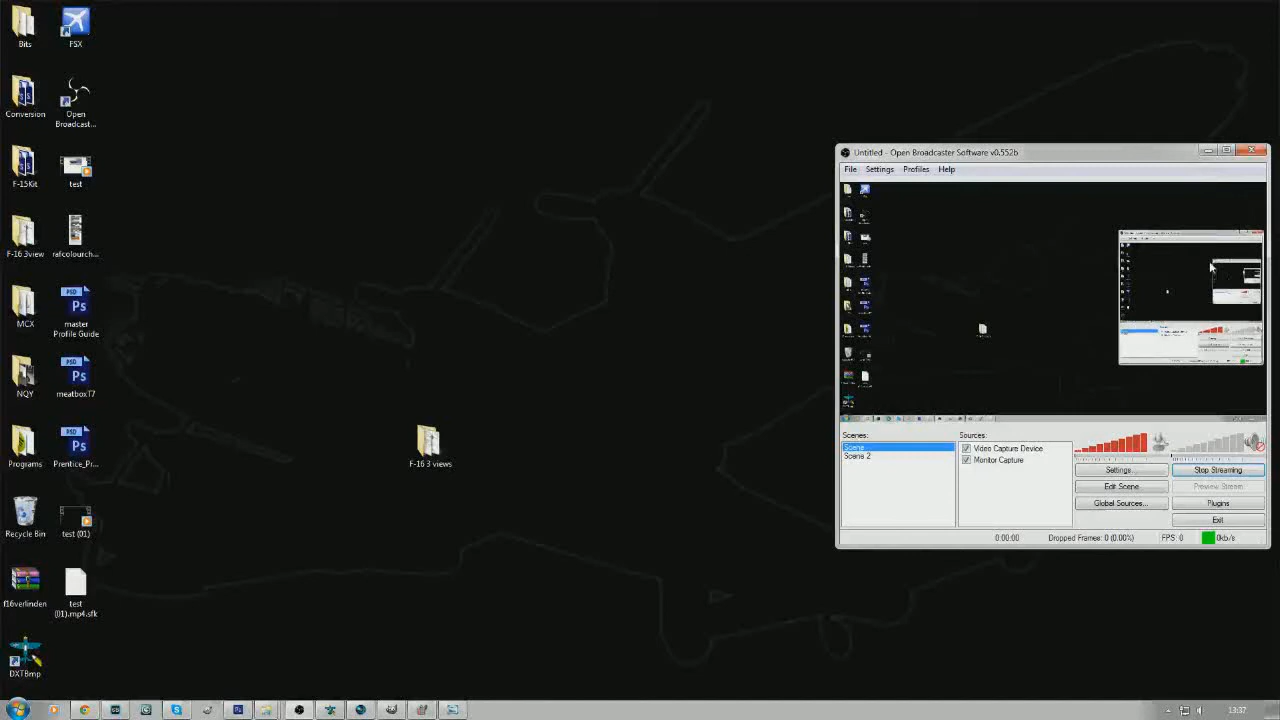 Bits
FSX
Conversion
Open
Broadcast...
F-15Kit
test
F-16 3view
rafcolourch...
MCX
master
Profile Guide
NQY
meatboxT7
Programs
Prentice_Pr...
Recycle Bin
test (01)
f16verlinden
test
(01).mp4.sfk
DXTBmp
F-16 3 views
Untitled - Open Broadcaster Software v0.552b
File Settings Profiles Help
Scenes:
Scene
Scene 2
Sources:
Video Capture Device
Monitor Capture
Settings...
Stop Streaming
Edit Scene
Preview Stream
Global Sources...
Plugins
Exit
0:00:00
Dropped Frames: 0 (0.00%)
FPS: 0
0kb/s
13:37